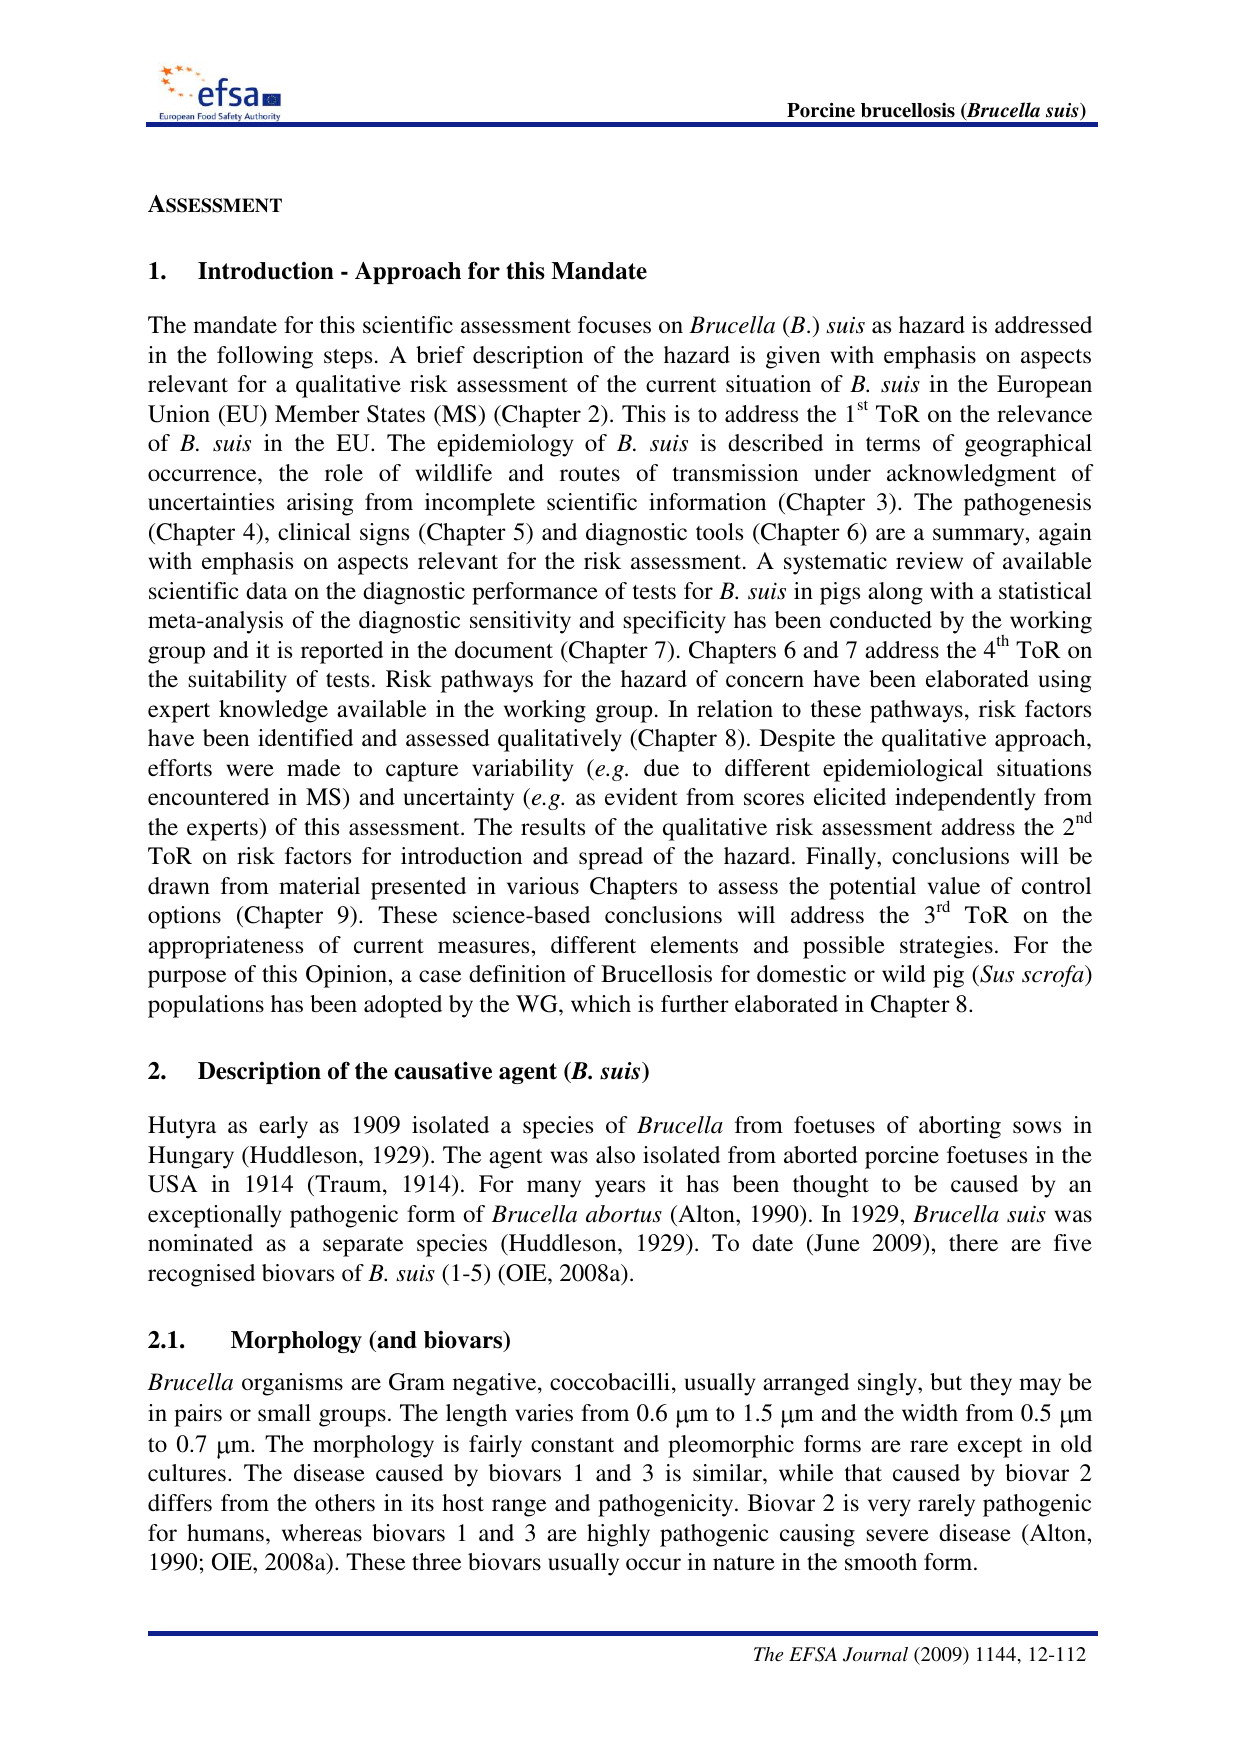 efsa
European Food Safety Authority
Porcine brucellosis (Brucella suis)
ASSESSMENT
1. Introduction - Approach for this Mandate
The mandate for this scientific assessment focuses on Brucella (B.) suis as hazard is addressed
in the following steps. A brief description of the hazard is given with emphasis on aspects
relevant for a qualitative risk assessment of the current situation of B. suis in the European
Union (EU) Member States (MS) (Chapter 2). This is to address the 1st ToR on the relevance
of B. suis in the EU. The epidemiology of B. suis is described in terms of geographical
occurrence, the role of wildlife and routes of transmission under acknowledgment of
uncertainties arising from incomplete scientific information (Chapter 3). The pathogenesis
(Chapter 4), clinical signs (Chapter 5) and diagnostic tools (Chapter 6) are a summary, again
with emphasis on aspects relevant for the risk assessment. A systematic review of available
scientific data on the diagnostic performance of tests for B. suis in pigs along with a statistical
meta-analysis of the diagnostic sensitivity and specificity has been conducted by the working
group and it is reported in the document (Chapter 7). Chapters 6 and 7 address the 4th ToR on
the suitability of tests. Risk pathways for the hazard of concern have been elaborated using
expert knowledge available in the working group. In relation to these pathways, risk factors
have been identified and assessed qualitatively (Chapter 8). Despite the qualitative approach,
efforts were made to capture variability (e.g. due to different epidemiological situations
encountered in MS) and uncertainty (e.g. as evident from scores elicited independently from
the experts) of this assessment. The results of the qualitative risk assessment address the 2nd
ToR on risk factors for introduction and spread of the hazard. Finally, conclusions will be
drawn from material presented in various Chapters to assess the potential value of control
options (Chapter 9). These science-based conclusions will address the 3rd ToR on the
appropriateness of current measures, different elements and possible strategies. For the
purpose of this Opinion, a case definition of Brucellosis for domestic or wild pig (Sus scrofa)
populations has been adopted by the WG, which is further elaborated in Chapter 8.
2. Description of the causative agent (B. suis)
Hutyra as early as 1909 isolated a species of Brucella from foetuses of aborting sows in
Hungary (Huddleson, 1929). The agent was also isolated from aborted porcine foetuses in the
USA in 1914 (Traum, 1914). For many years it has been thought to be caused by an
exceptionally pathogenic form of Brucella abortus (Alton, 1990). In 1929, Brucella suis was
nominated as a separate species (Huddleson, 1929). To date (June 2009), there are five
recognised biovars of B. suis (1-5) (OIE, 2008a).
2.1. Morphology (and biovars)
Brucella organisms are Gram negative, coccobacilli, usually arranged singly, but they may be
in pairs or small groups. The length varies from 0.6 μm to 1.5 μm and the width from 0.5 μm
to 0.7 μm. The morphology is fairly constant and pleomorphic forms are rare except in old
cultures. The disease caused by biovars 1 and 3 is similar, while that caused by biovar 2
differs from the others in its host range and pathogenicity. Biovar 2 is very rarely pathogenic
for humans, whereas biovars 1 and 3 are highly pathogenic causing severe disease (Alton,
1990; OIE, 2008a). These three biovars usually occur in nature in the smooth form.
The EFSA Journal (2009) 1144, 12-112